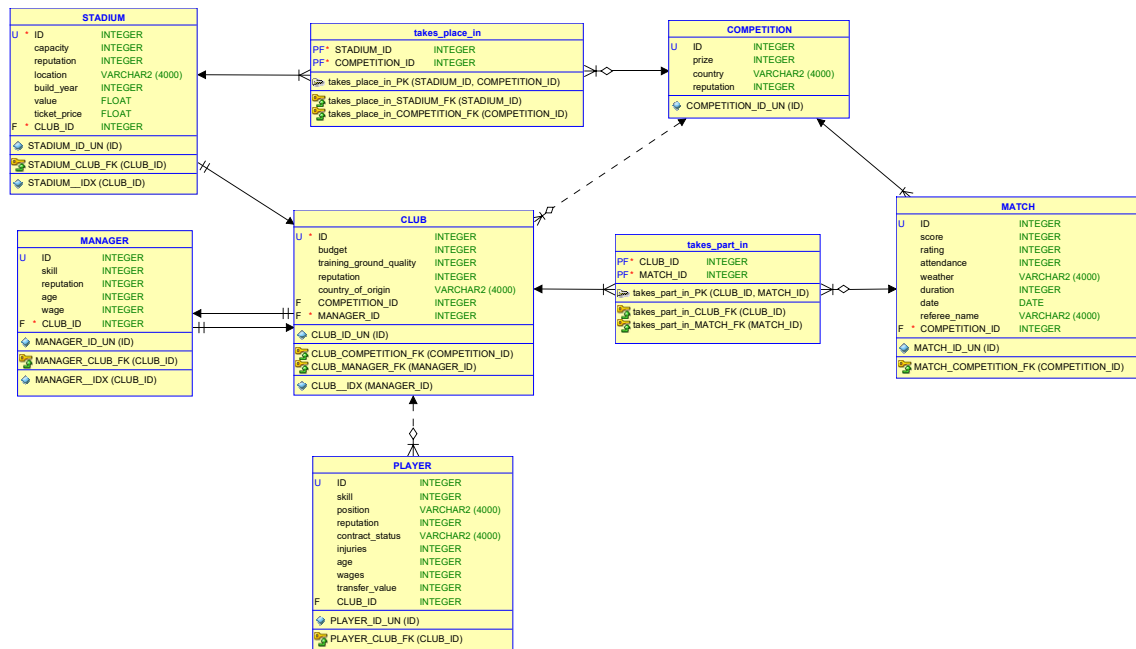 STADIUM
U * ID INTEGER
capacity INTEGER
reputation INTEGER
location VARCHAR2 (4000)
build_year INTEGER
value FLOAT
ticket_price FLOAT
F * CLUB_ID INTEGER
STADIUM_ID_UN (ID)
STADIUM_CLUB_FK (CLUB_ID)
STADIUM__IDX (CLUB_ID)
takes_place_in
PF* STADIUM_ID INTEGER
PF* COMPETITION_ID INTEGER
takes_place_in_PK (STADIUM_ID, COMPETITION_ID)
takes_place_in_STADIUM_FK (STADIUM_ID)
takes_place_in_COMPETITION_FK (COMPETITION_ID)
COMPETITION
U ID INTEGER
prize INTEGER
country VARCHAR2 (4000)
reputation INTEGER
COMPETITION_ID_UN (ID)
MANAGER
U ID INTEGER
skill INTEGER
reputation INTEGER
age INTEGER
wage INTEGER
F * CLUB_ID INTEGER
MANAGER_ID_UN (ID)
MANAGER_CLUB_FK (CLUB_ID)
MANAGER__IDX (CLUB_ID)
CLUB
U * ID INTEGER
budget INTEGER
training_ground_quality INTEGER
reputation INTEGER
country_of_origin VARCHAR2 (4000)
F COMPETITION_ID INTEGER
F * MANAGER_ID INTEGER
CLUB_ID_UN (ID)
CLUB_COMPETITION_FK (COMPETITION_ID)
CLUB_MANAGER_FK (MANAGER_ID)
CLUB__IDX (MANAGER_ID)
takes_part_in
PF* CLUB_ID INTEGER
PF* MATCH_ID INTEGER
takes_part_in_PK (CLUB_ID, MATCH_ID)
takes_part_in_CLUB_FK (CLUB_ID)
takes_part_in_MATCH_FK (MATCH_ID)
MATCH
U ID INTEGER
score INTEGER
rating INTEGER
attendance INTEGER
weather VARCHAR2 (4000)
duration INTEGER
date DATE
referee_name VARCHAR2 (4000)
F * COMPETITION_ID INTEGER
MATCH_ID_UN (ID)
MATCH_COMPETITION_FK (COMPETITION_ID)
PLAYER
U ID INTEGER
skill INTEGER
position VARCHAR2 (4000)
reputation INTEGER
contract_status VARCHAR2 (4000)
injuries INTEGER
age INTEGER
wages INTEGER
transfer_value INTEGER
F CLUB_ID INTEGER
PLAYER_ID_UN (ID)
PLAYER_CLUB_FK (CLUB_ID)